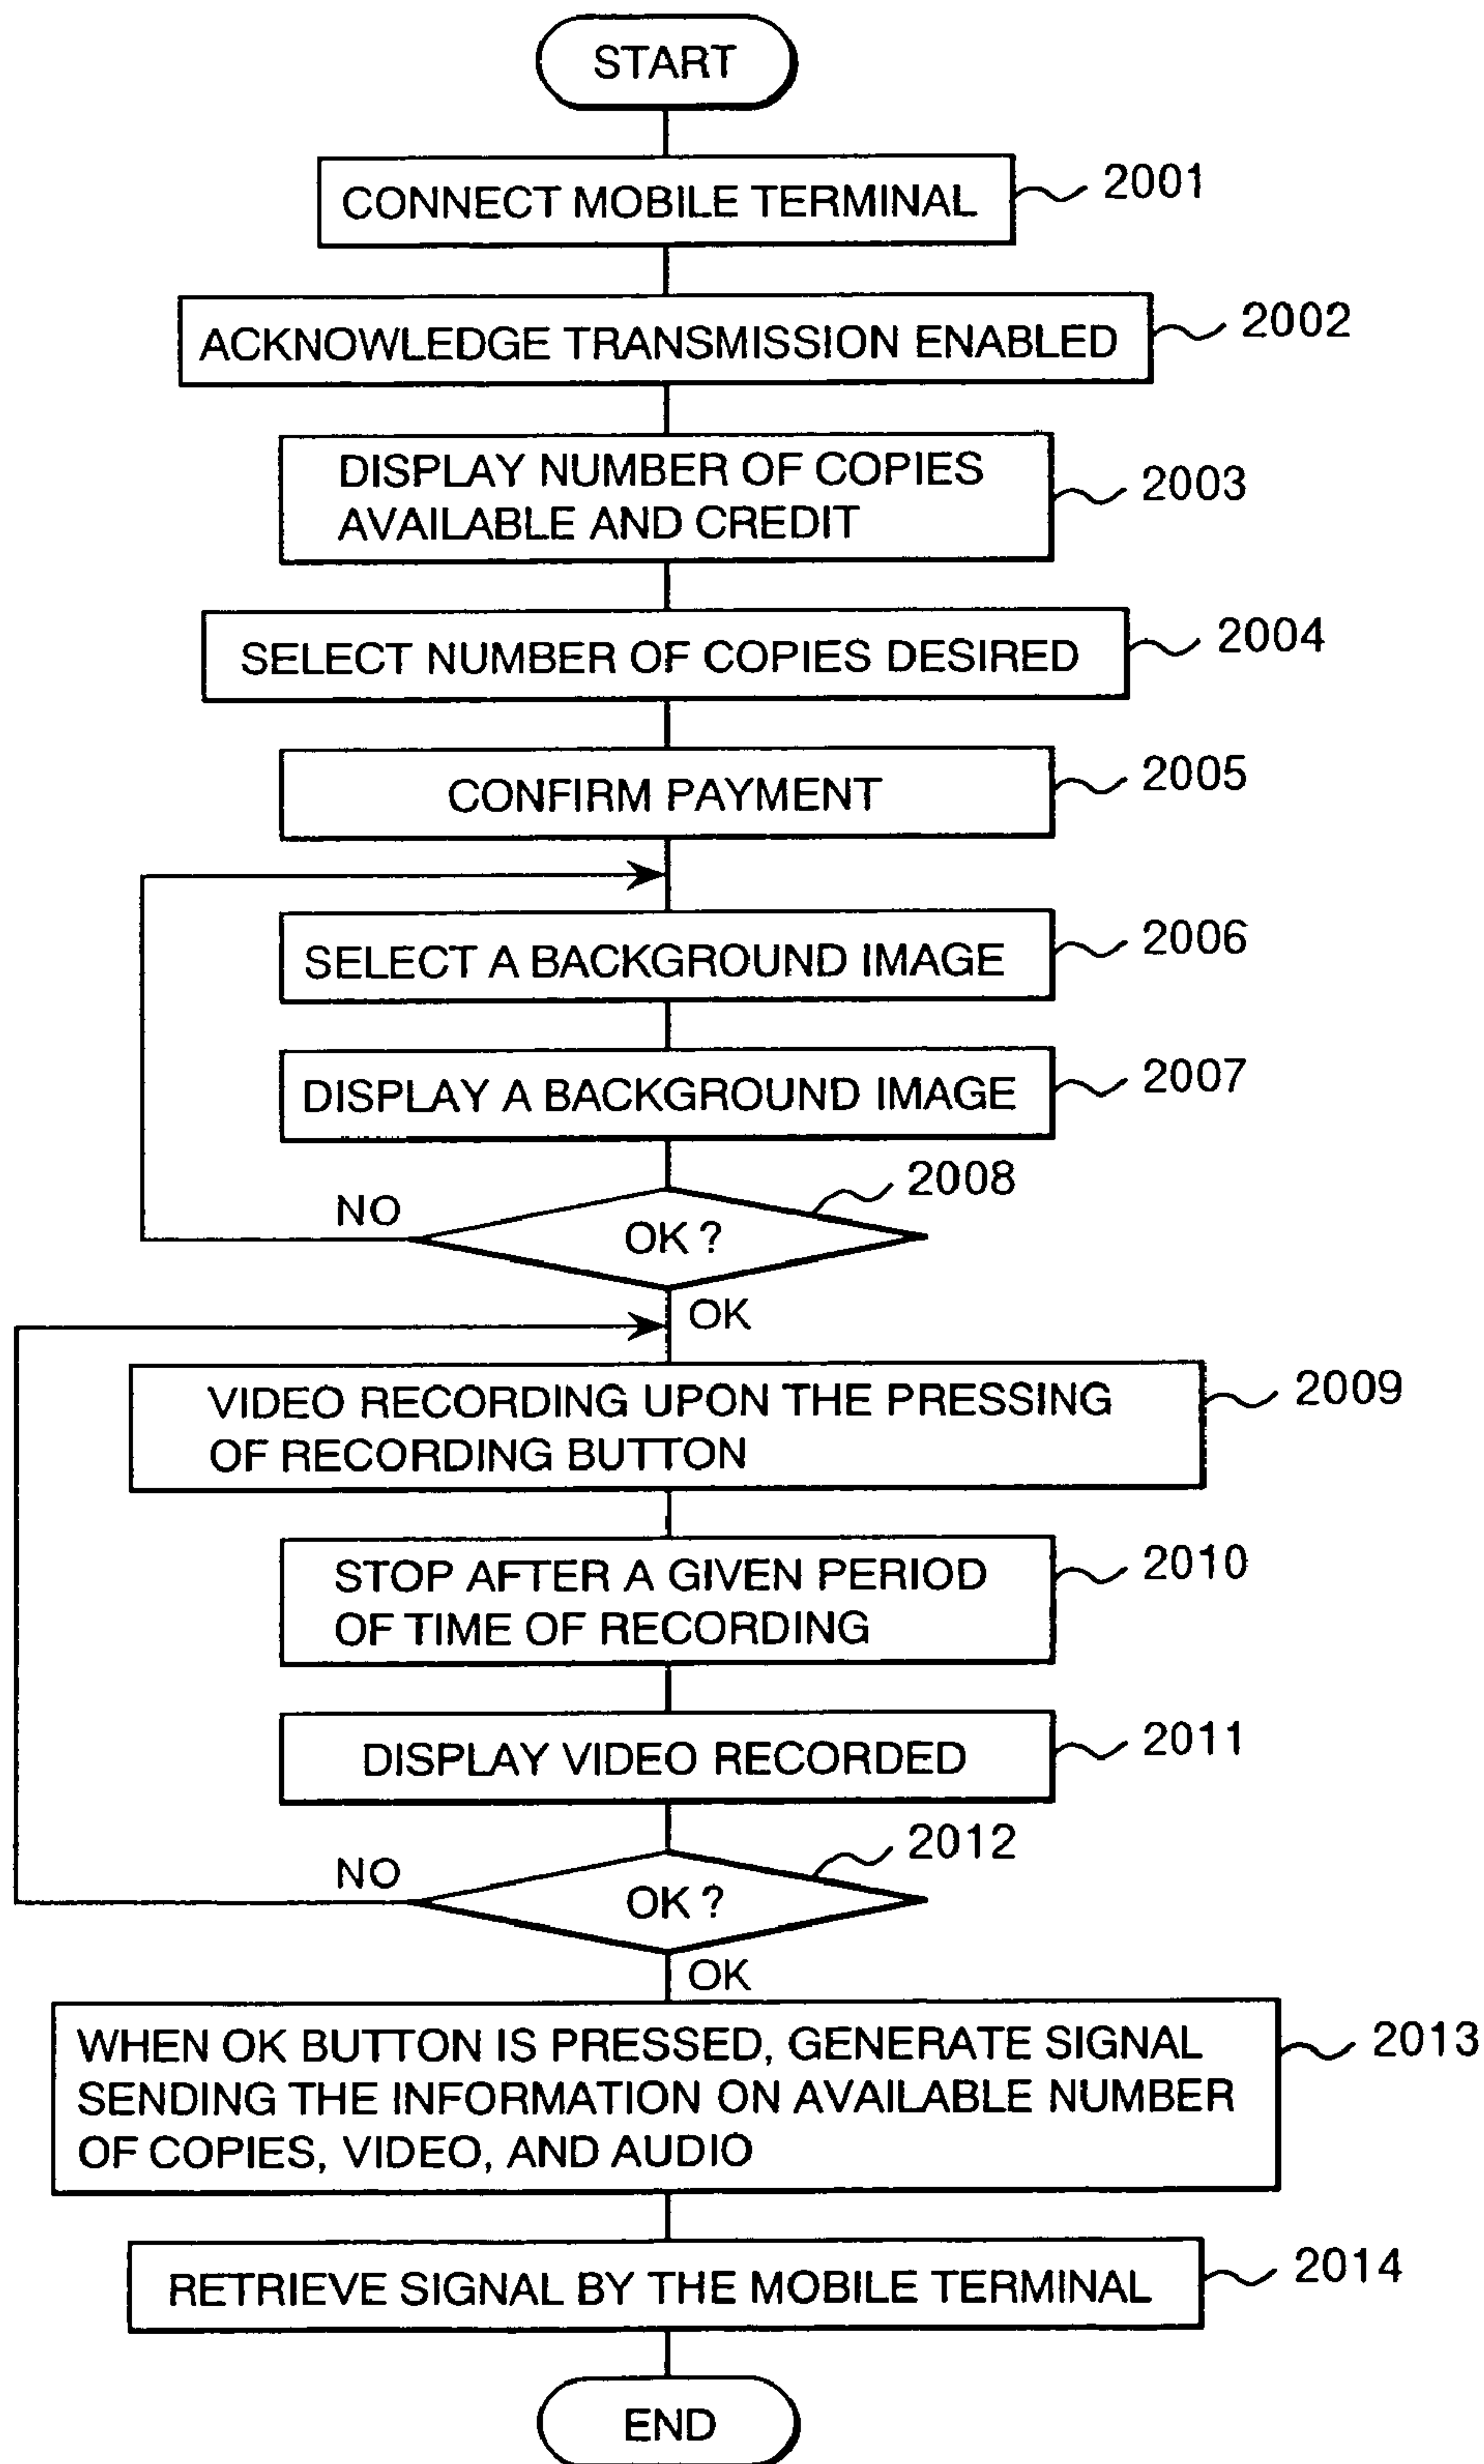 START
CONNECT MOBILE TERMINAL
2001
ACKNOWLEDGE TRANSMISSION ENABLED
2002
DISPLAY NUMBER OF COPIES
AVAILABLE AND CREDIT
2003
SELECT NUMBER OF COPIES DESIRED
2004
CONFIRM PAYMENT
2005
SELECT A BACKGROUND IMAGE
2006
DISPLAY A BACKGROUND IMAGE
2007
2008
NO
OK ?
OK
VIDEO RECORDING UPON THE PRESSING
OF RECORDING BUTTON
2009
STOP AFTER A GIVEN PERIOD
OF TIME OF RECORDING
2010
DISPLAY VIDEO RECORDED
2011
2012
NO
OK ?
OK
WHEN OK BUTTON IS PRESSED, GENERATE SIGNAL
SENDING THE INFORMATION ON AVAILABLE NUMBER
OF COPIES, VIDEO, AND AUDIO
2013
RETRIEVE SIGNAL BY THE MOBILE TERMINAL
2014
END